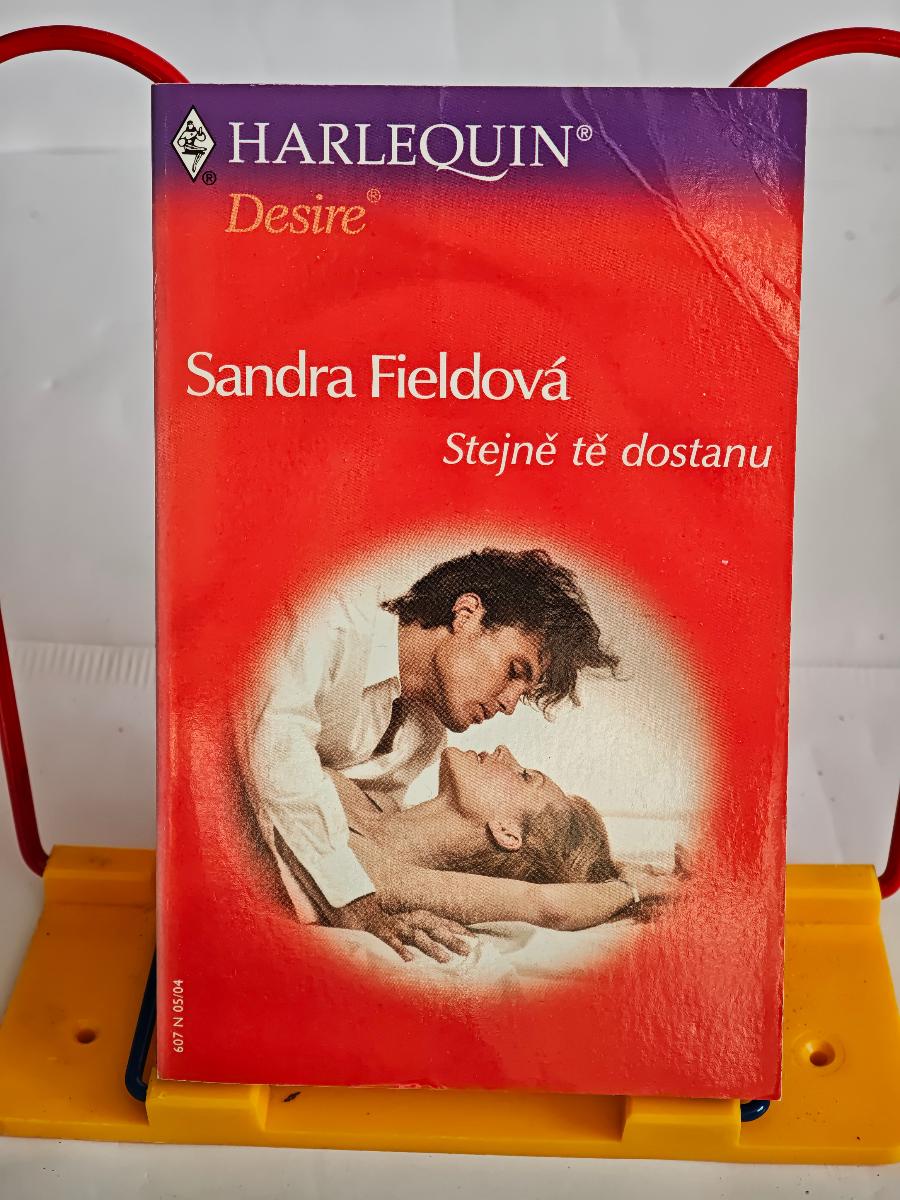 HARLEQUIN®
®
Desire®
Sandra Fieldová
Stejně tě dostanu
607 N 05/04